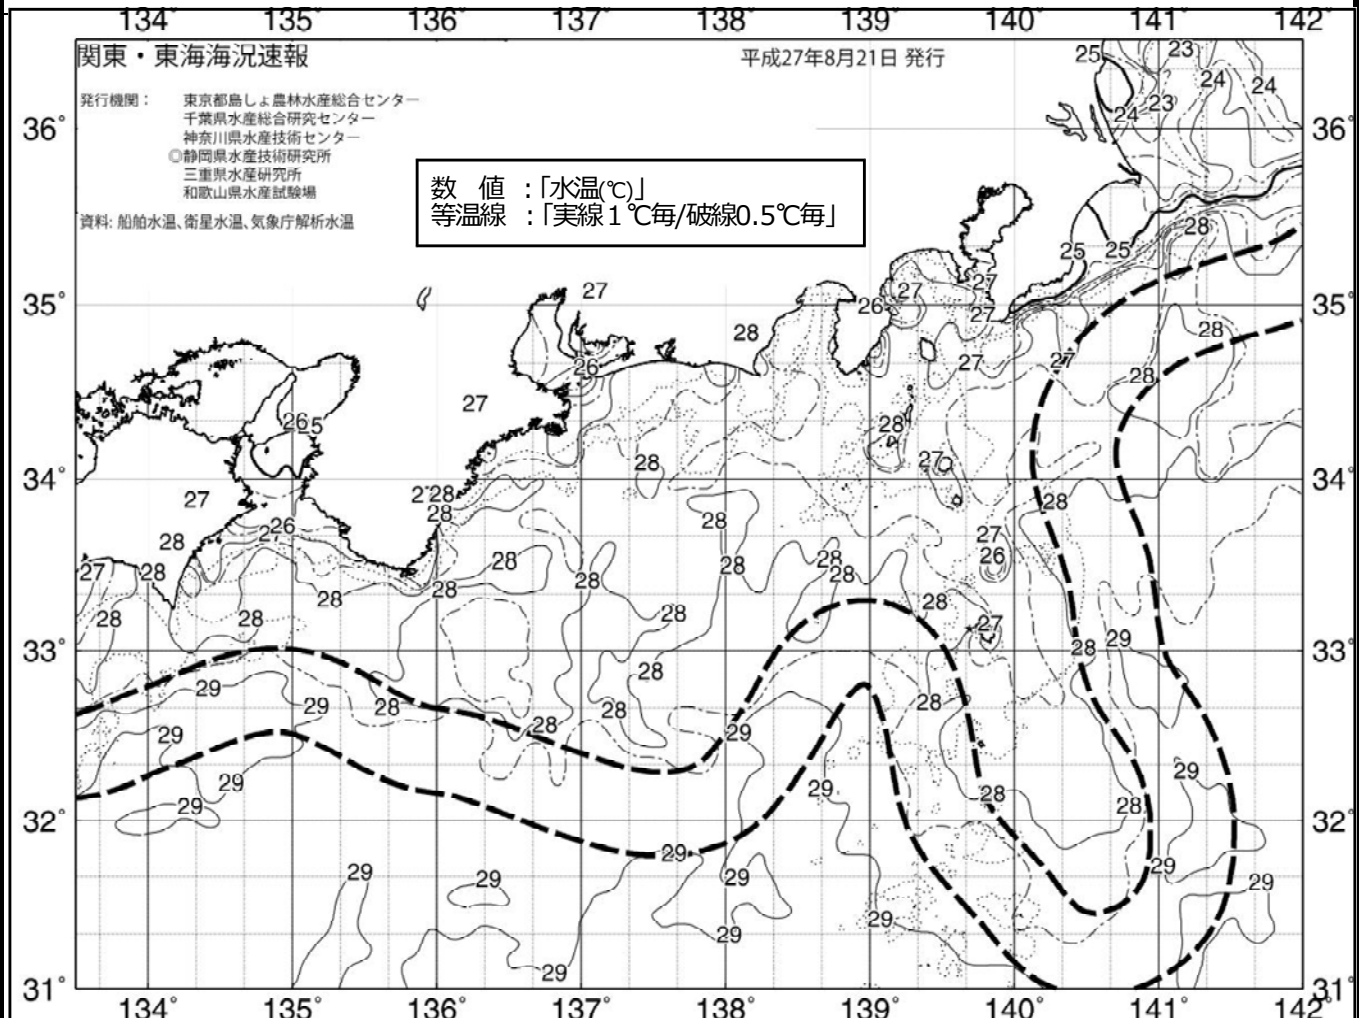 134° 135° 136° 137° 138° 139° 140° 141° 142°
関東・東海海況速報
平成27年8月21日 発行
発行機関： 東京都島しょ農林水産総合センター
千葉県水産総合研究センター
神奈川県水産技術センター
◎静岡県水産技術研究所
三重県水産研究所
和歌山県水産試験場
資料: 船舶水温、衛星水温、気象庁解析水温
数 値 ：「水温(℃)」
等温線 ：「実線１℃毎/破線0.5℃毎」
25 23
24 24
23
24
36° 36°
28
25 25
27 27
27 26 27
35° 35°
28 28
27
26 27 27
28
27
28
26
28 27
34° 34°
27 28
28 28
28
26 27
26
28 28 28
28 28
27 28 28
28 28
28 28
28 28 27
29
33° 28 33°
28
29 28
29 28 28
28
29 29
29
29 29
28 28
29
32° 32°
29
29
29 29 29 29
29
29
29
31° 31°
134° 135° 136° 137° 138° 139° 140° 141° 142°